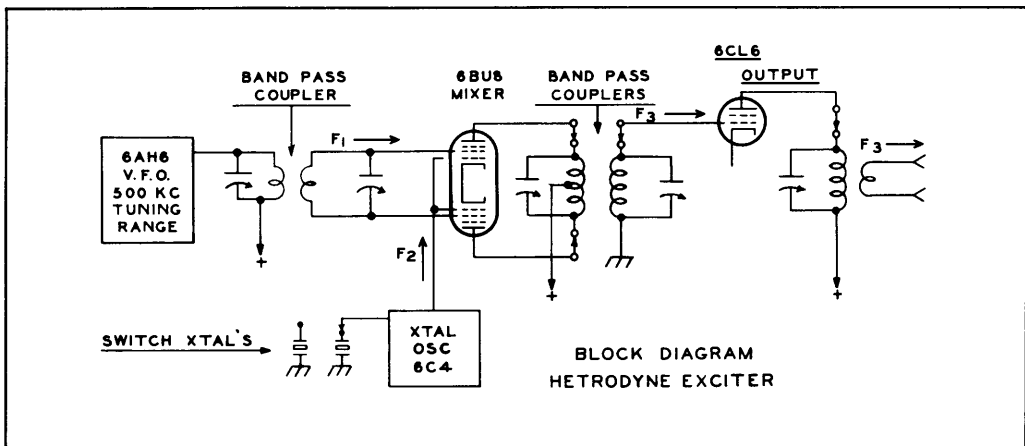 BAND PASS
COUPLER
6BU8
MIXER
BAND PASS
COUPLERS
6CL6
OUTPUT
F1
F3
F3
6AH6
V.F.O.
500 KC
TUNING
RANGE
F2
+
+
+
SWITCH XTAL'S
XTAL
OSC
6C4
BLOCK DIAGRAM
HETRODYNE EXCITER